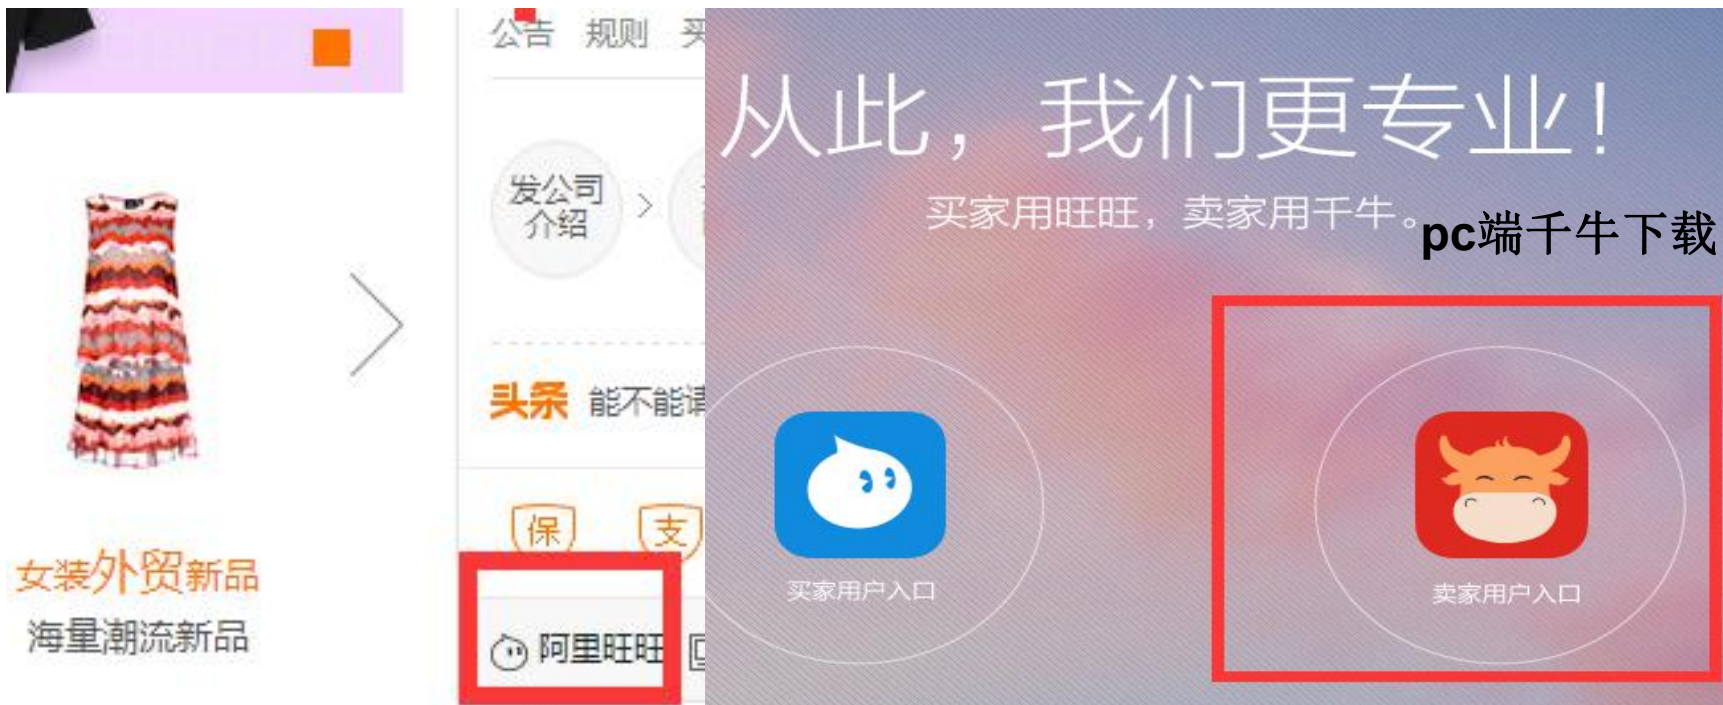 公告 规则 买
发公司
介绍
头条 能不能请
保 支
阿里旺旺
女装外贸新品
海量潮流新品
从此，我们更专业！
买家用旺旺，卖家用千牛。
pc端千牛下载
买家用户入口
卖家用户入口